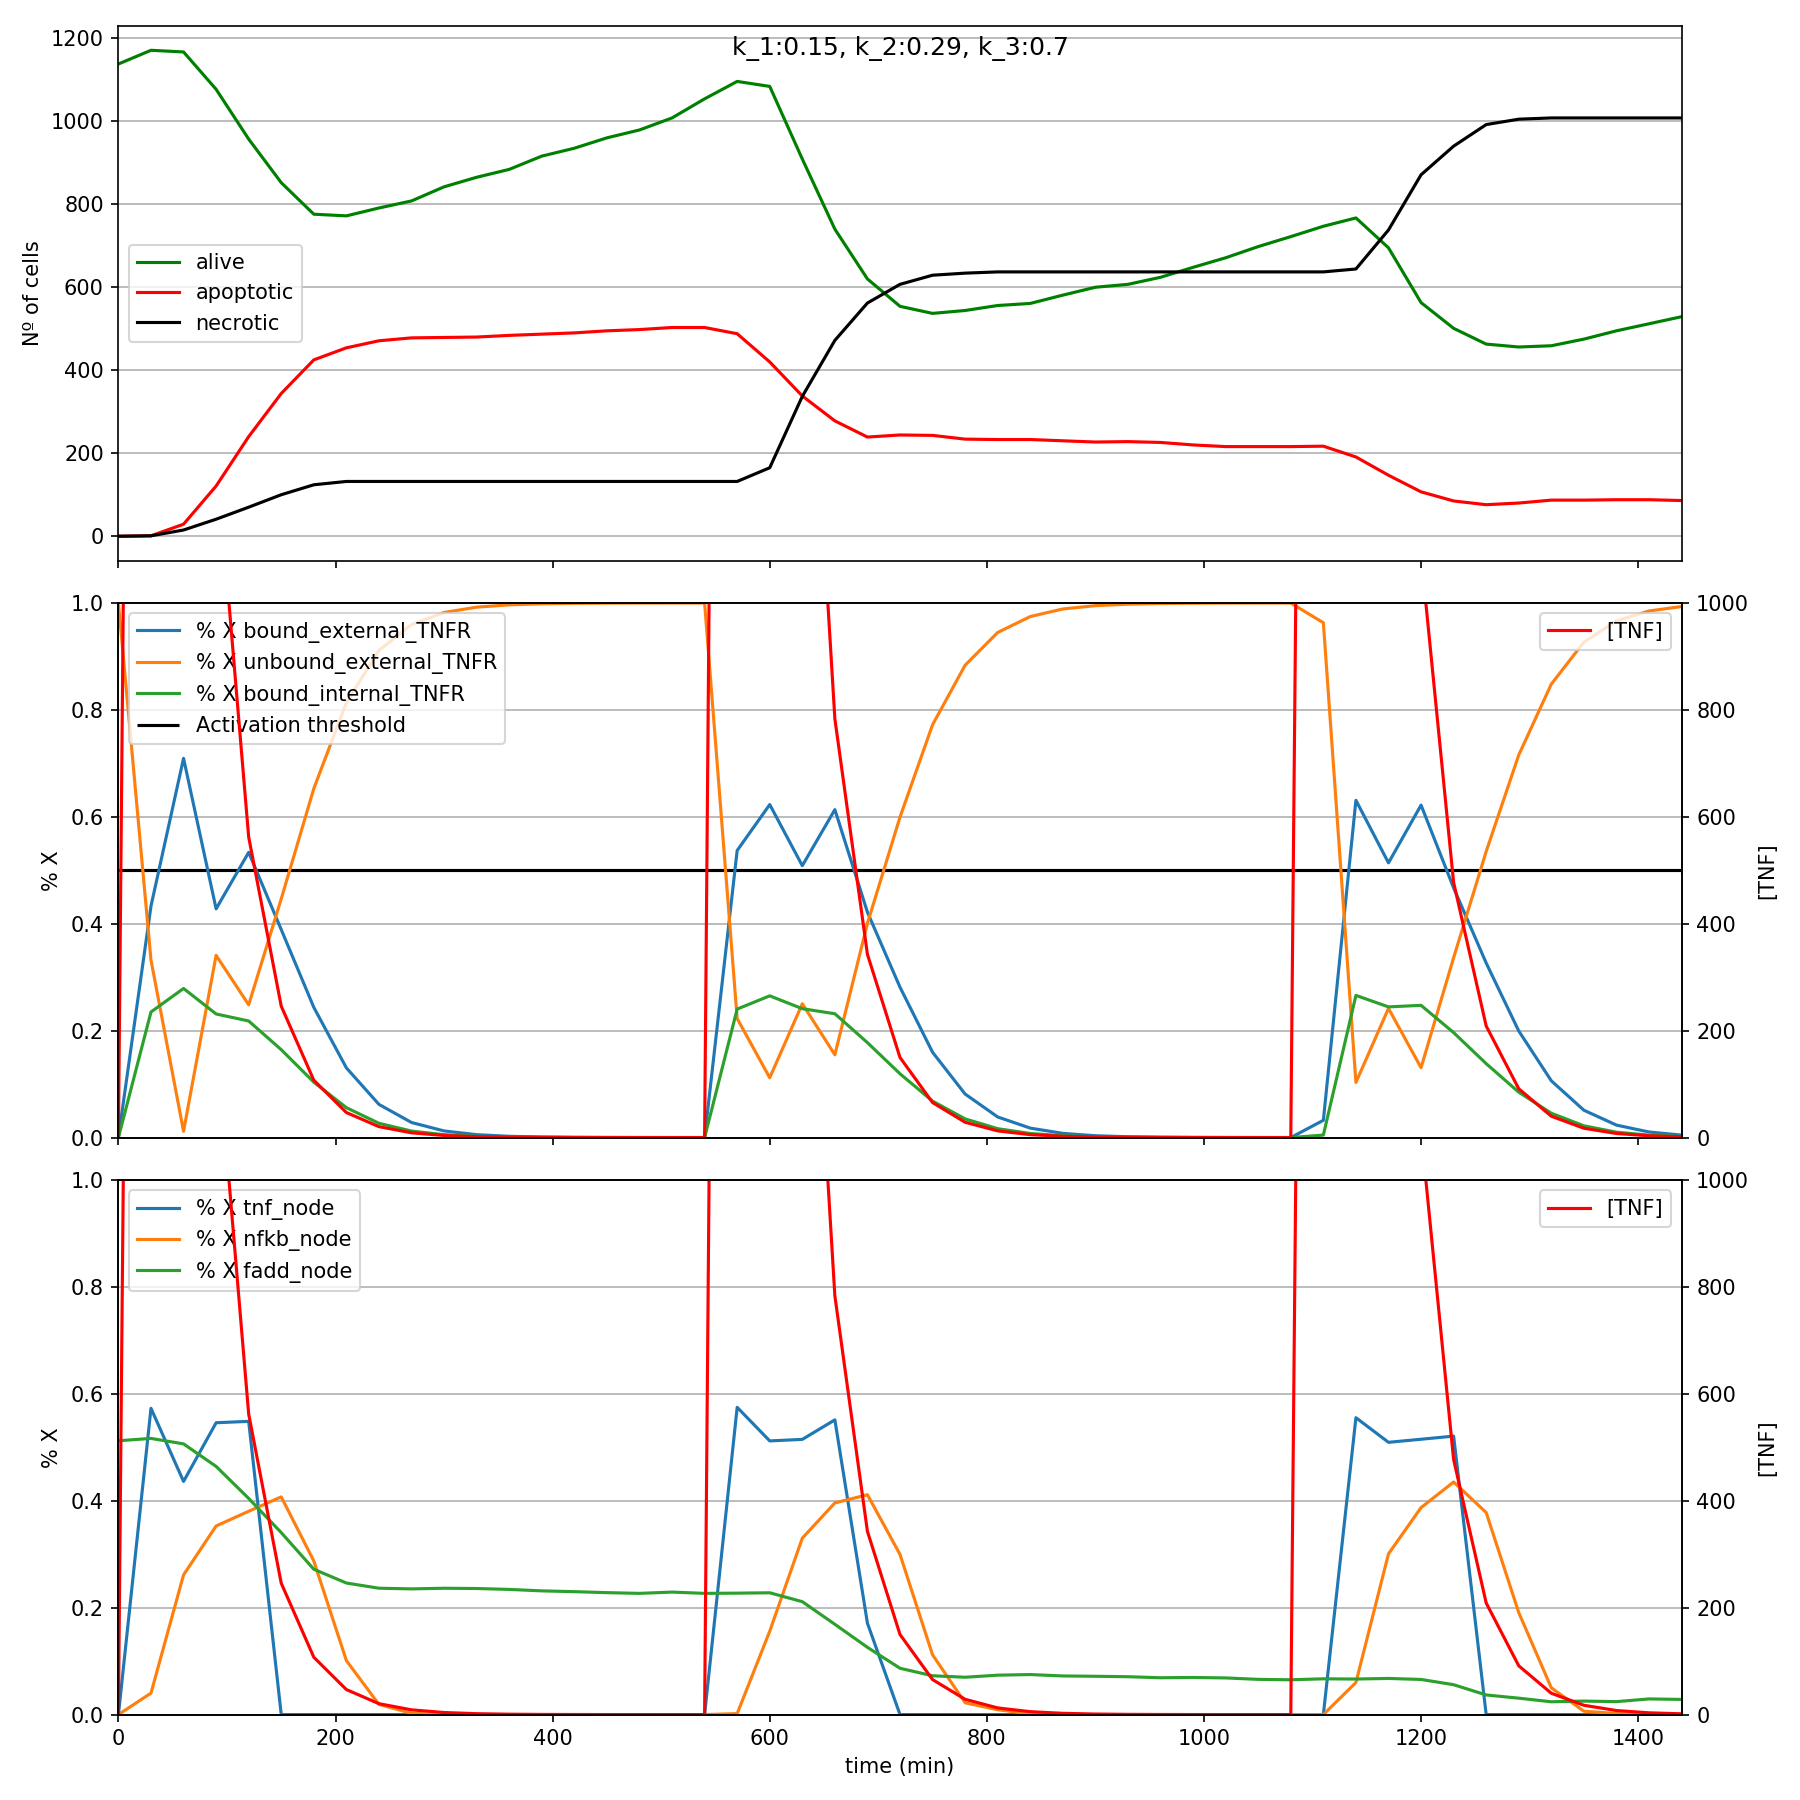 k_1:0.15, k_2:0.29, k_3:0.7
1200
1000
800
600
400
200
0
Nº of cells
alive
apoptotic
necrotic
1.0
0.8
0.6
0.4
0.2
0.0
% X
% X bound_external_TNFR
% X unbound_external_TNFR
% X bound_internal_TNFR
Activation threshold
[TNF]
1000
800
600
400
200
0
[TNF]
1.0
0.8
0.6
0.4
0.2
0.0
% X
% X tnf_node
% X nfkb_node
% X fadd_node
[TNF]
1000
800
600
400
200
0
[TNF]
0 200 400 600 800 1000 1200 1400
time (min)